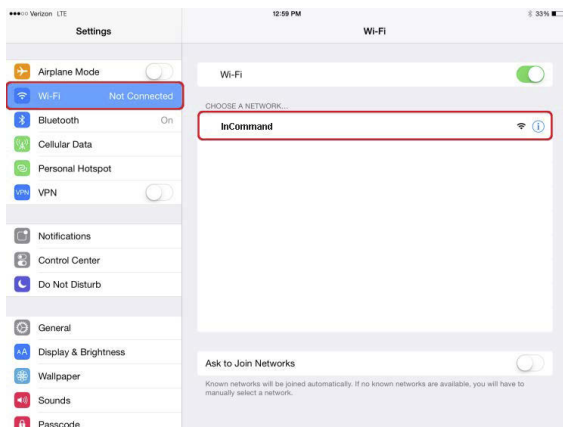 Verizon LTE
12:59 PM
33%
Settings
Wi-Fi
Airplane Mode
Wi-Fi Not Connected
Bluetooth On
Cellular Data
Personal Hotspot
VPN VPN
Notifications
Control Center
Do Not Disturb
General
AA Display & Brightness
Wallpaper
Sounds
Passcode
Wi-Fi
CHOOSE A NETWORK...
InCommand
Ask to Join Networks
Known networks will be joined automatically. If no known networks are available, you will have to
manually select a network.